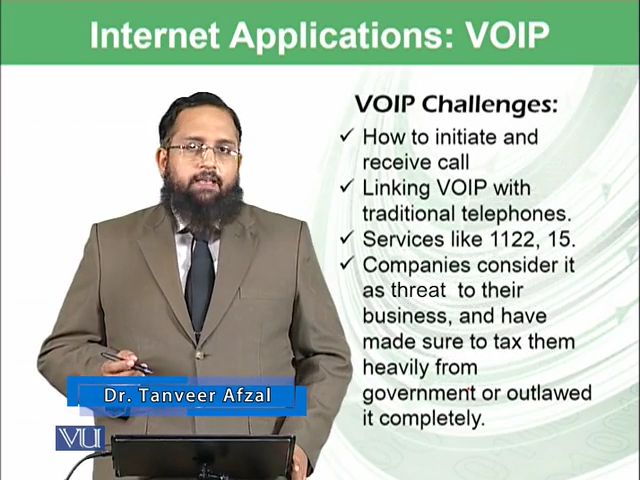 Internet Applications: VOIP
VOIP Challenges:
✓ How to initiate and
receive call
✓ Linking VOIP with
traditional telephones.
✓ Services like 1122, 15.
✓ Companies consider it
as threat to their
business, and have
made sure to tax them
heavily from
government or outlawed
it completely.
Dr. Tanveer Afzal
VU